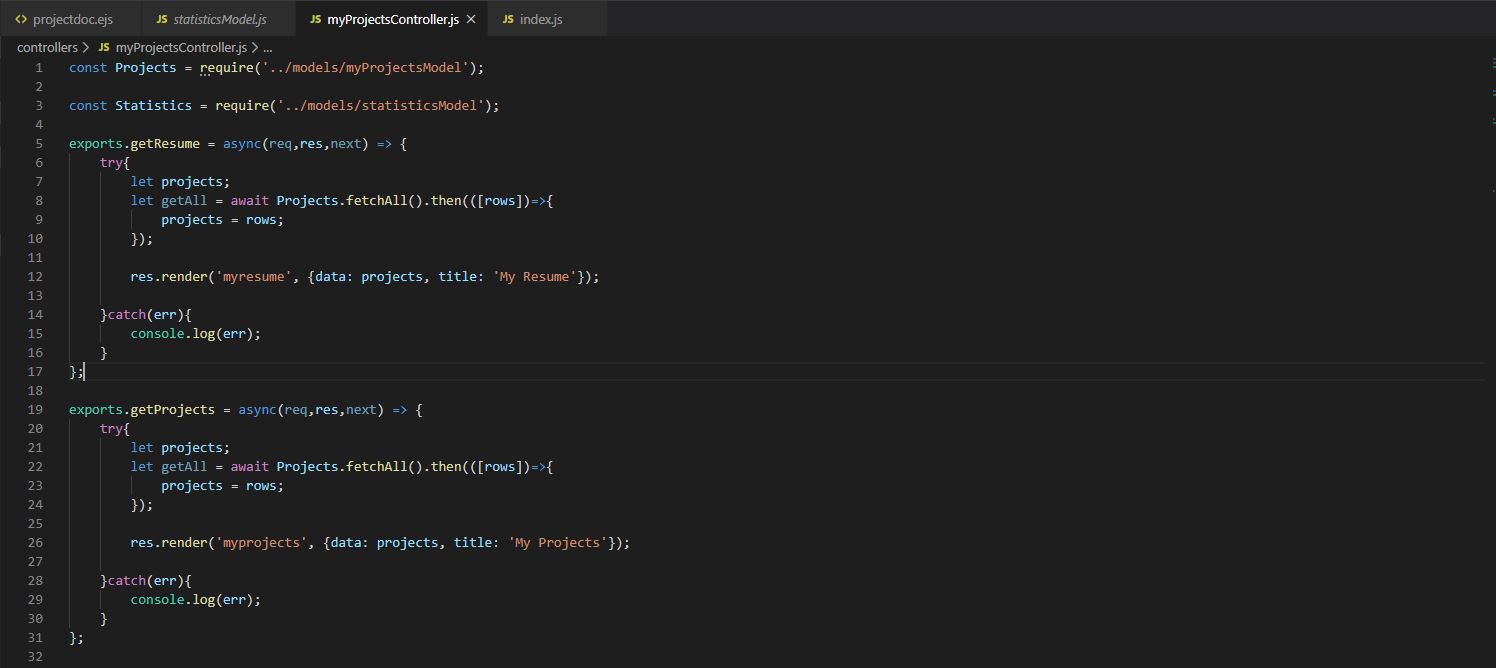 <> projectdoc.ejs JS statisticsModel.js JS myProjectsController.js × JS index.js
controllers > JS myProjectsController.js > ...
1 const Projects = require('../models/myProjectsModel');
2
3 const Statistics = require('../models/statisticsModel');
4
5 exports.getResume = async(req,res,next) => {
6     try{
7         let projects;
8         let getAll = await Projects.fetchAll().then(([rows])=>{
9             projects = rows;
10         });
11
12         res.render('myresume', {data: projects, title: 'My Resume'});
13
14     }catch(err){
15         console.log(err);
16     }
17 };
18
19 exports.getProjects = async(req,res,next) => {
20     try{
21         let projects;
22         let getAll = await Projects.fetchAll().then(([rows])=>{
23             projects = rows;
24         });
25
26         res.render('myprojects', {data: projects, title: 'My Projects'});
27
28     }catch(err){
29         console.log(err);
30     }
31 };
32